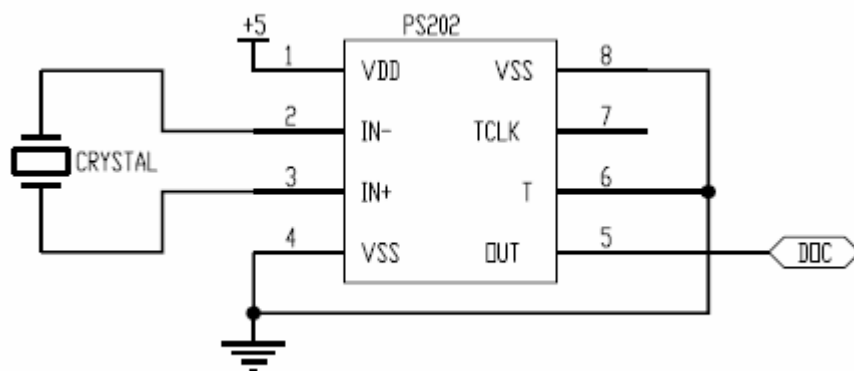 +5
PS202
1
VDD
VSS
8
2
IN-
TCLK
7
CRYSTAL
3
IN+
T
6
4
VSS
OUT
5
DOC